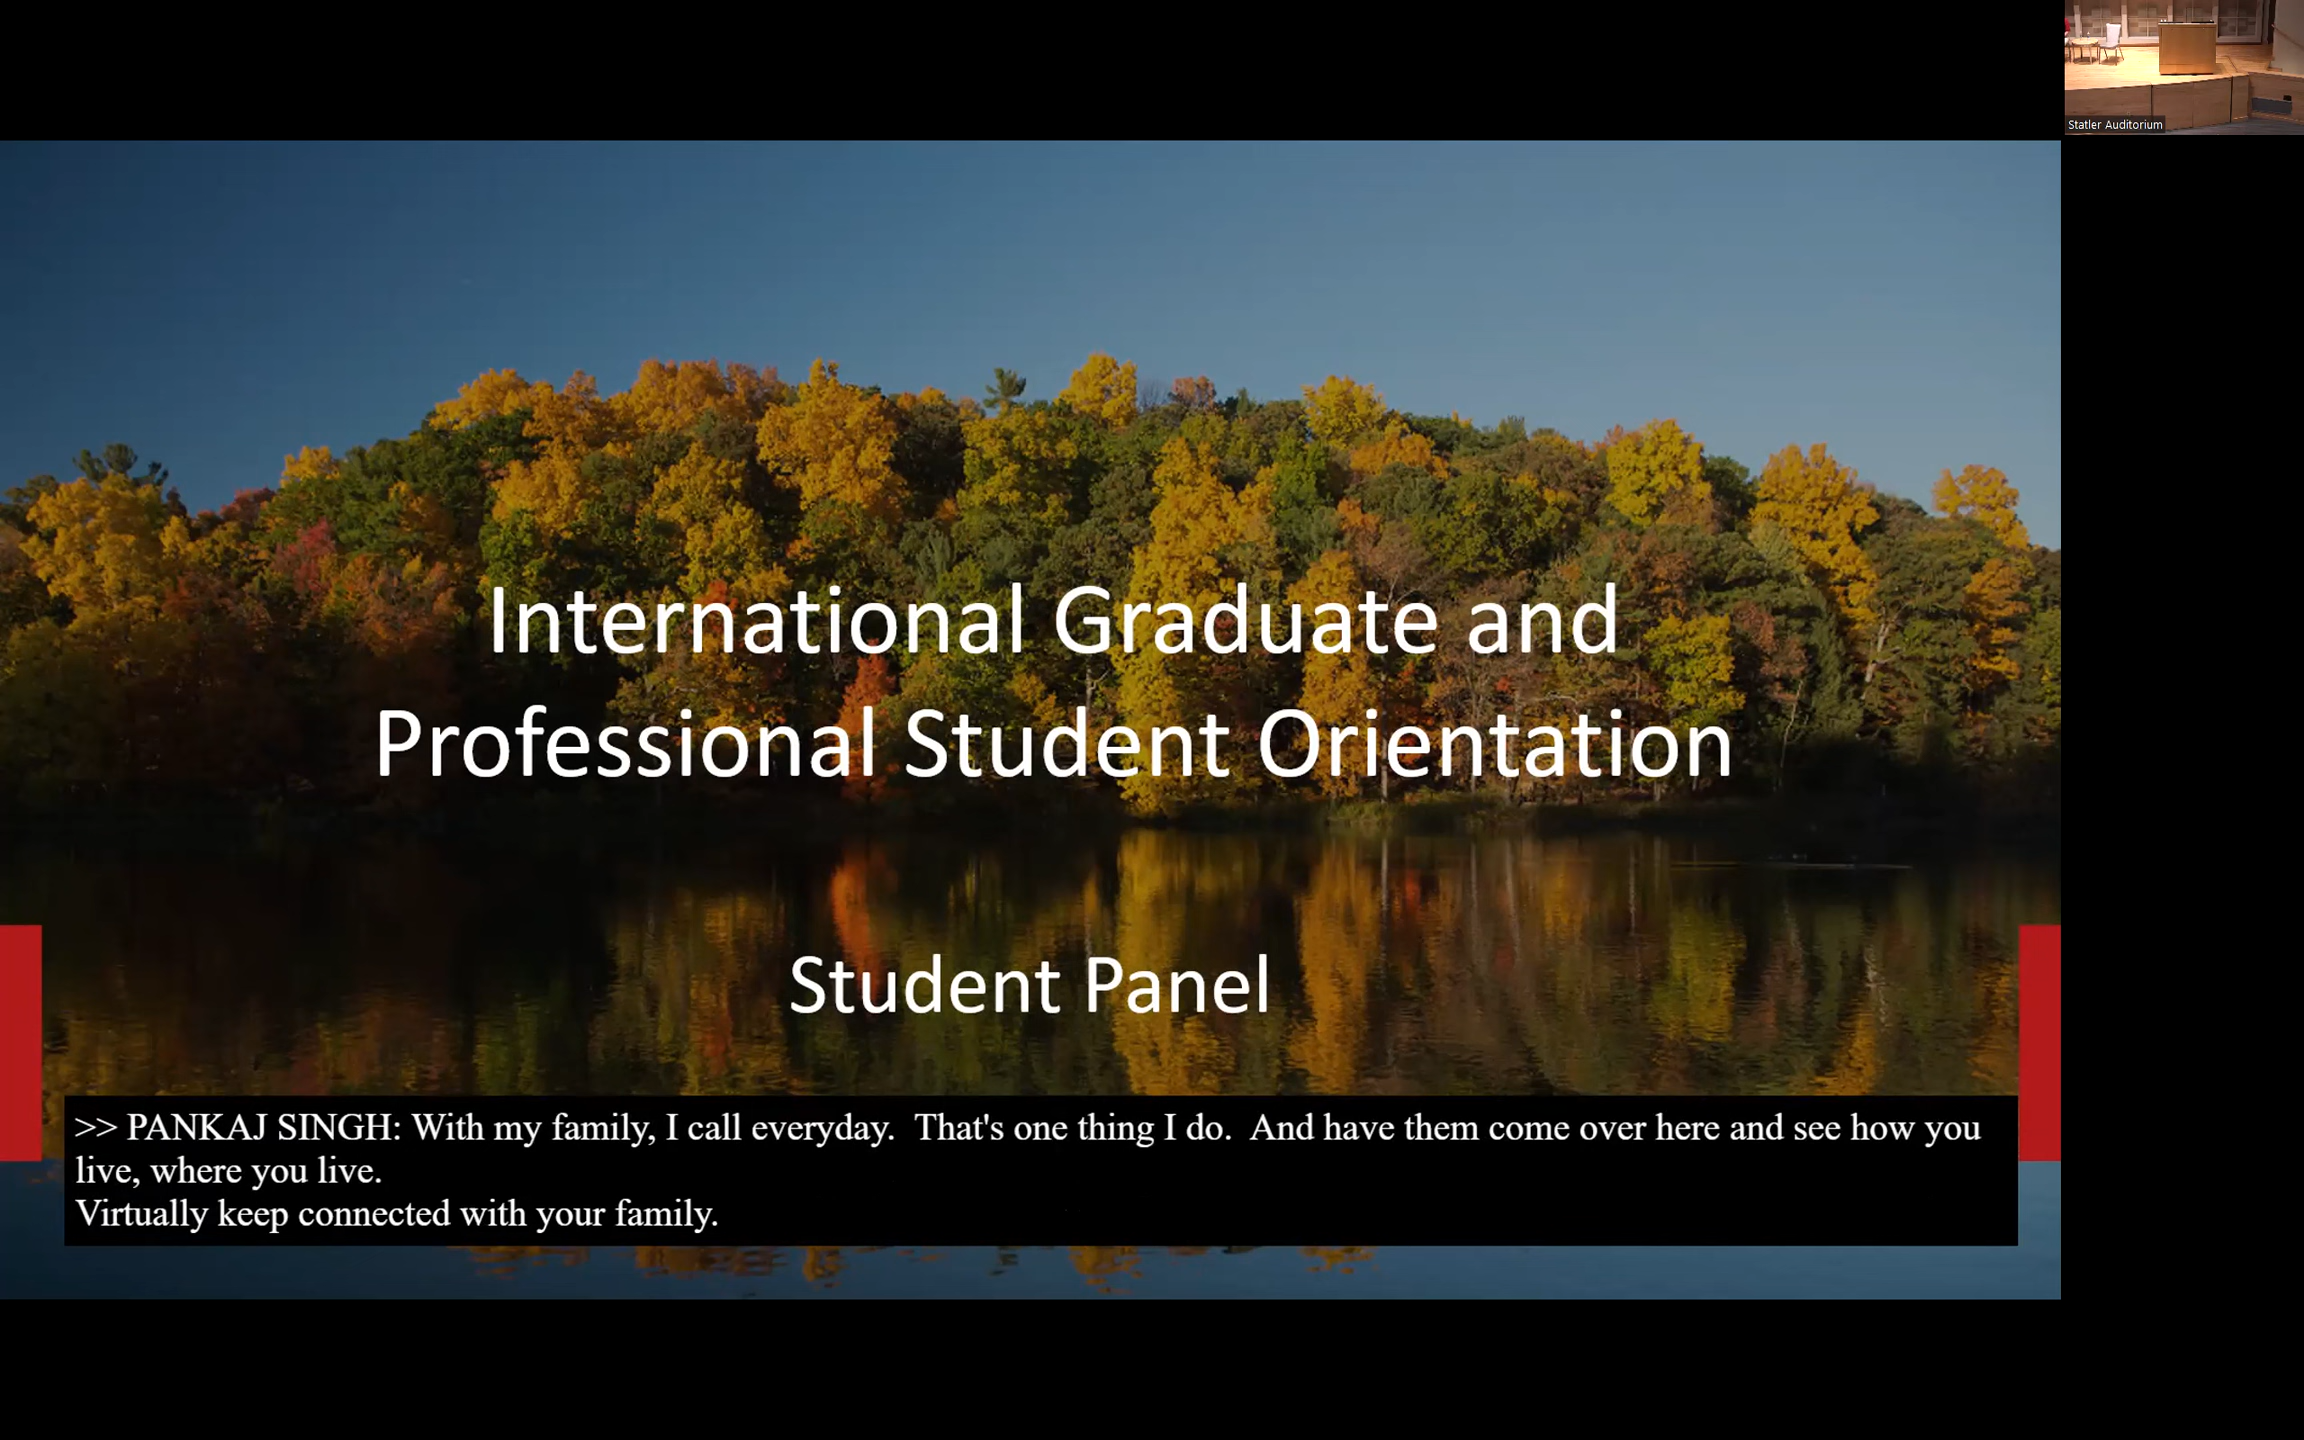 Statler Auditorium
International Graduate and
Professional Student Orientation
Student Panel
>> PANKAJ SINGH: With my family, I call everyday.  That's one thing I do.  And have them come over here and see how you
live, where you live.
Virtually keep connected with your family.